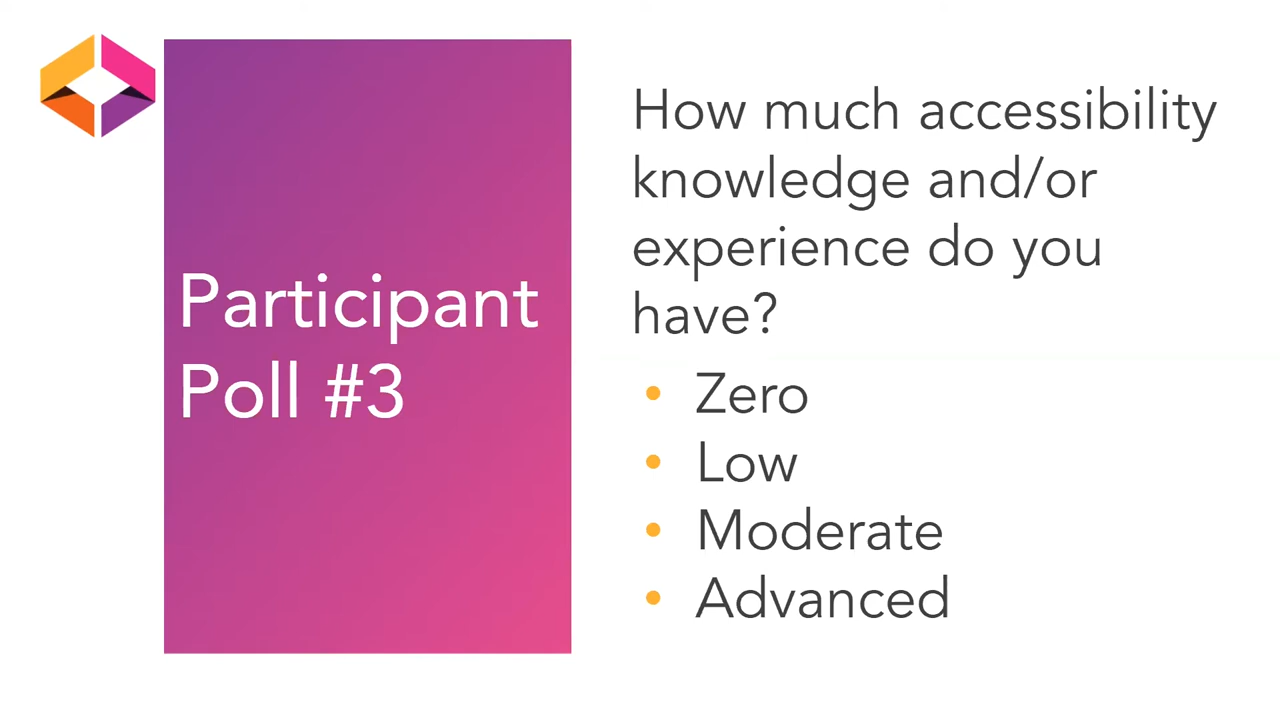 Participant
Poll #3
How much accessibility
knowledge and/or
experience do you
have?
• Zero
• Low
• Moderate
• Advanced